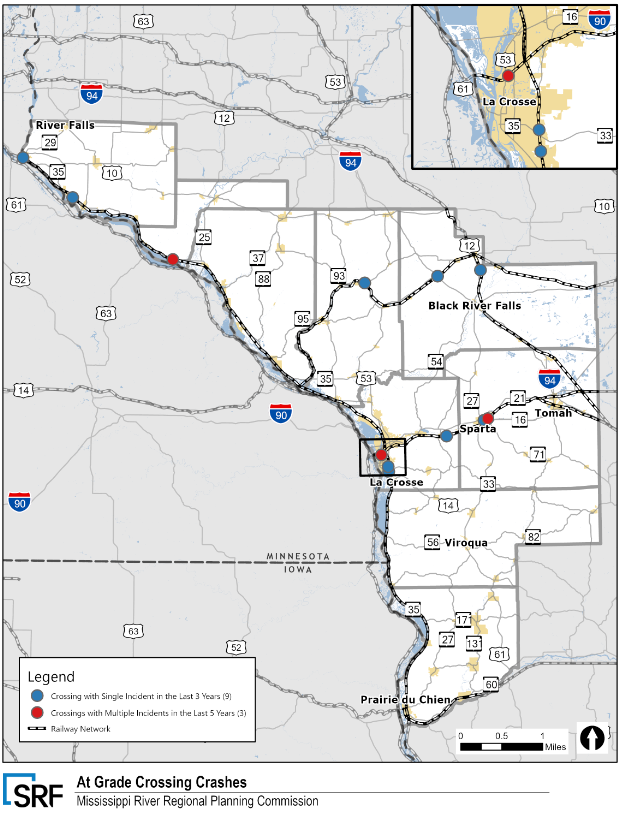 63
16
90
53
61
La Crosse
35
33
53
94
12
River Falls
29
94
35
10
61
10
25
12
52
37
88
93
Black River Falls
63
95
54
94
14
35
53
27
21
90
16
Tomah
Sparta
71
La Crosse
33
90
14
56
Viroqua
82
MINNESOTA
IOWA
35
171
63
27
131
52
61
60
Legend
Crossing with Single Incident in the Last 3 Years (9)
Crossings with Multiple Incidents in the Last 5 Years (3)
Railway Network
Prairie du Chien
0 0.5 1
Miles
SRF
At Grade Crossing Crashes
Mississippi River Regional Planning Commission